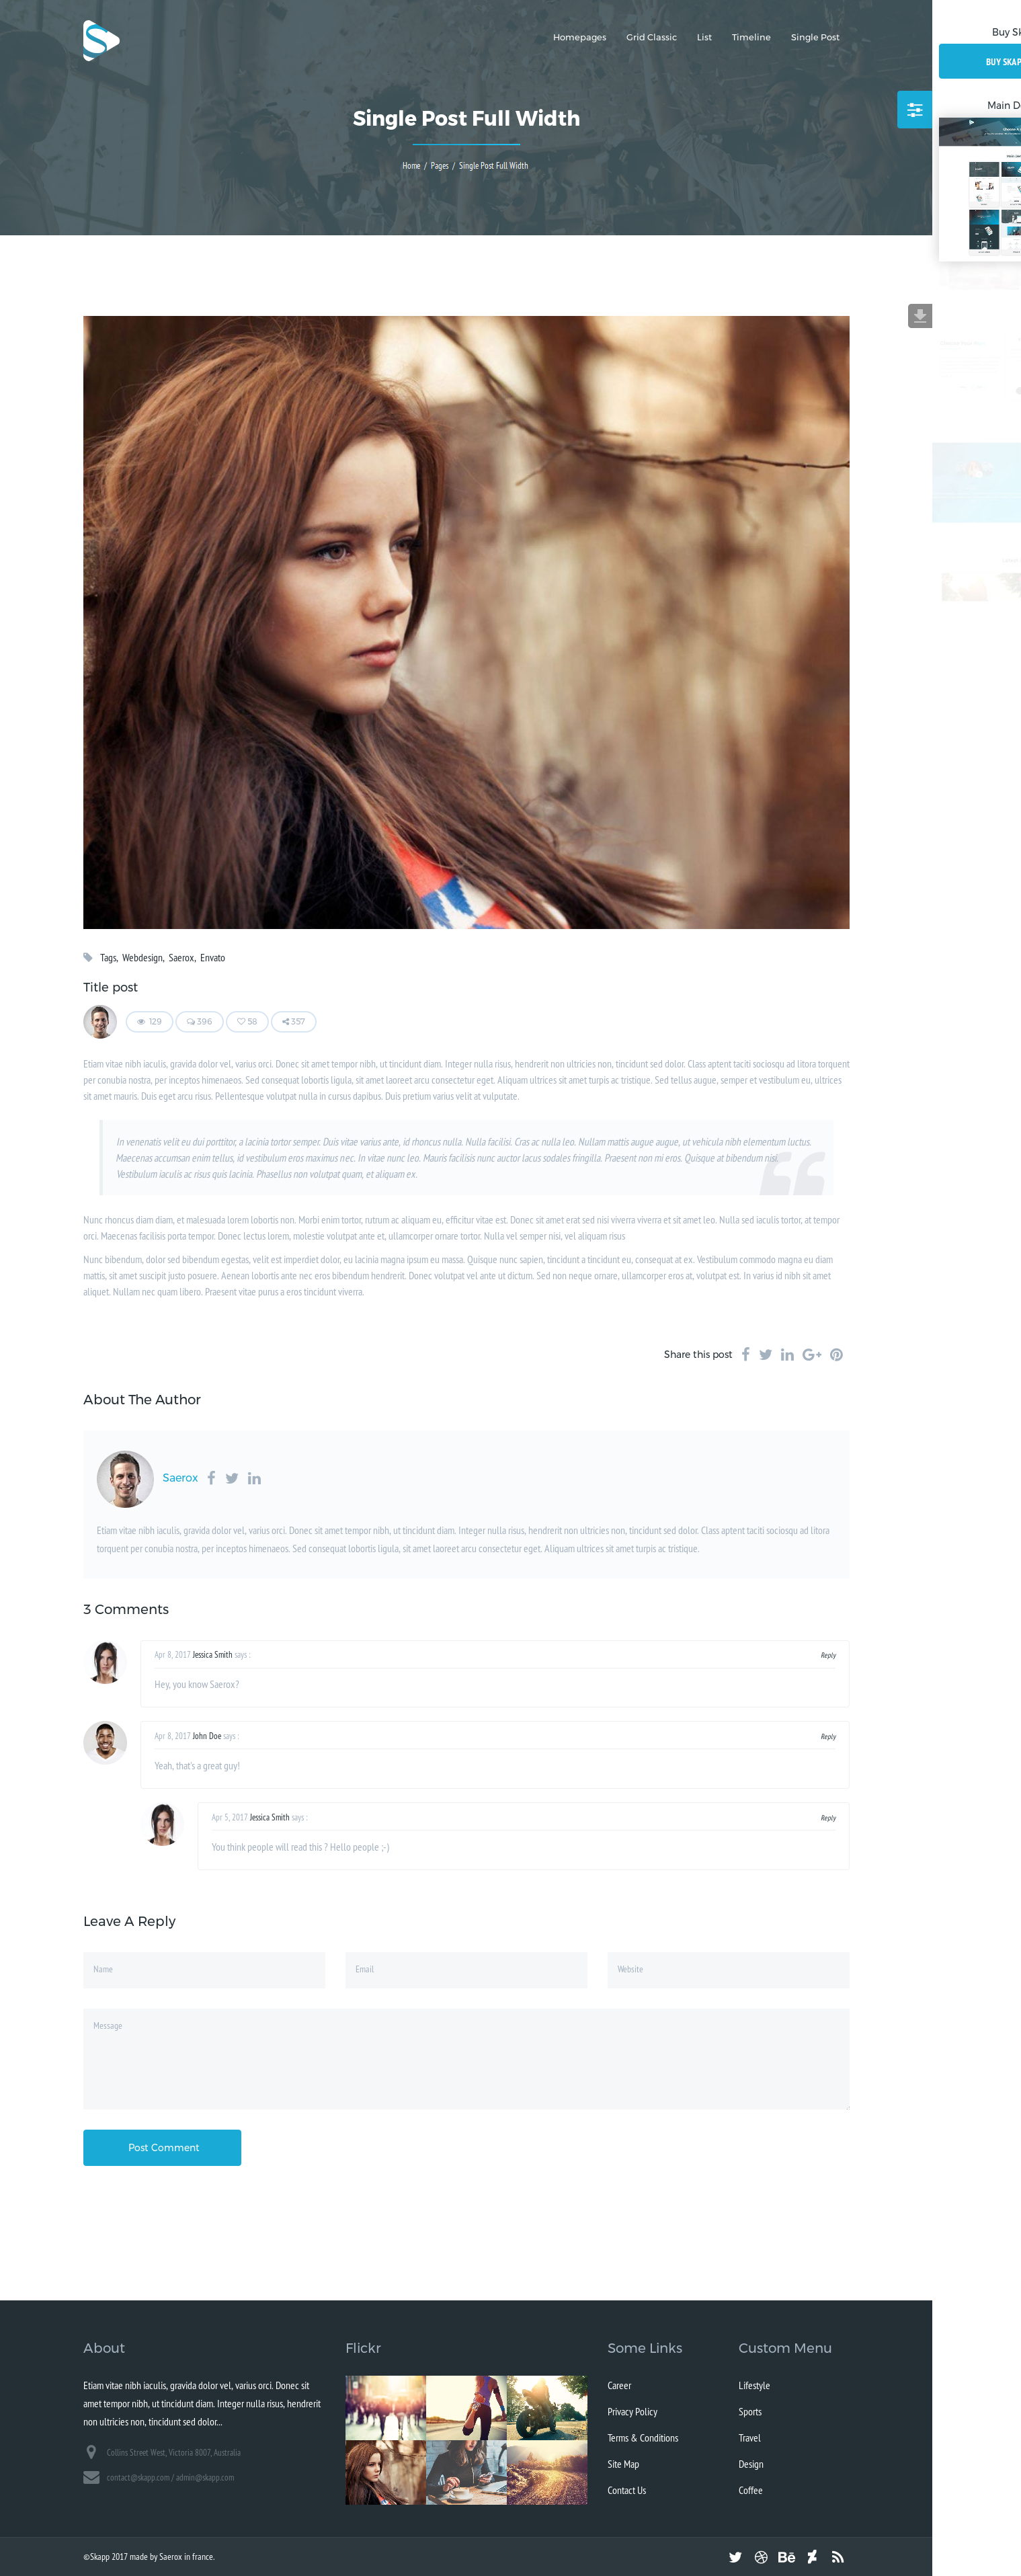 Homepages Grid Classic List Timeline Single Post
Buy Sk
BUY SKAP
Main D
Single Post Full Width
Home / Pages / Single Post Full Width
Tags, Webdesign, Saerox, Envato
Title post
129 396 58 357
Etiam vitae nibh iaculis, gravida dolor vel, varius orci. Donec sit amet tempor nibh, ut tincidunt diam. Integer nulla risus, hendrerit non ultricies non, tincidunt sed dolor. Class aptent taciti sociosqu ad litora torquent
per conubia nostra, per inceptos himenaeos. Sed consequat lobortis ligula, sit amet laoreet arcu consectetur eget. Aliquam ultrices sit amet turpis ac tristique. Sed tellus augue, semper et vestibulum eu, ultrices
sit amet mauris. Duis eget arcu risus. Pellentesque volutpat nulla in cursus dapibus. Duis pretium varius velit at vulputate.
In venenatis velit eu dui porttitor, a lacinia tortor semper. Duis vitae varius ante, id rhoncus nulla. Nulla facilisi. Cras ac nulla leo. Nullam mattis augue augue, ut vehicula nibh elementum luctus.
Maecenas accumsan enim tellus, id vestibulum eros maximus nec. In vitae nunc leo. Mauris facilisis nunc auctor lacus sodales fringilla. Praesent non mi eros. Quisque at bibendum nisi.
Vestibulum iaculis ac risus quis lacinia. Phasellus non volutpat quam, et aliquam ex.
Nunc rhoncus diam diam, et malesuada lorem lobortis non. Morbi enim tortor, rutrum ac aliquam eu, efficitur vitae est. Donec sit amet erat sed nisi viverra viverra et sit amet leo. Nulla sed iaculis tortor, at tempor
orci. Maecenas facilisis porta tempor. Donec lectus lorem, molestie volutpat ante et, ullamcorper ornare tortor. Nulla vel semper nisi, vel aliquam risus
Nunc bibendum, dolor sed bibendum egestas, velit est imperdiet dolor, eu lacinia magna ipsum eu massa. Quisque nunc sapien, tincidunt a tincidunt eu, consequat at ex. Vestibulum commodo magna eu diam
mattis, sit amet suscipit justo posuere. Aenean lobortis ante nec eros bibendum hendrerit. Donec volutpat vel ante ut dictum. Sed non neque ornare, ullamcorper eros at, volutpat est. In varius id nibh sit amet
aliquet. Nullam nec quam libero. Praesent vitae purus a eros tincidunt viverra.
Share this post
About The Author
Saerox
Etiam vitae nibh iaculis, gravida dolor vel, varius orci. Donec sit amet tempor nibh, ut tincidunt diam. Integer nulla risus, hendrerit non ultricies non, tincidunt sed dolor. Class aptent taciti sociosqu ad litora
torquent per conubia nostra, per inceptos himenaeos. Sed consequat lobortis ligula, sit amet laoreet arcu consectetur eget. Aliquam ultrices sit amet turpis ac tristique.
3 Comments
Apr 8, 2017 Jessica Smith says : Reply
Hey, you know Saerox?
Apr 8, 2017 John Doe says : Reply
Yeah, that's a great guy!
Apr 5, 2017 Jessica Smith says : Reply
You think people will read this ? Hello people ;-)
Leave A Reply
Name Email Website
Message
Post Comment
About Flickr Some Links Custom Menu
Etiam vitae nibh iaculis, gravida dolor vel, varius orci. Donec sit
amet tempor nibh, ut tincidunt diam. Integer nulla risus, hendrerit
non ultricies non, tincidunt sed dolor...
Collins Street West, Victoria 8007, Australia
contact@skapp.com / admin@skapp.com
Career
Privacy Policy
Terms & Conditions
Site Map
Contact Us
Lifestyle
Sports
Travel
Design
Coffee
©Skapp 2017 made by Saerox in france.